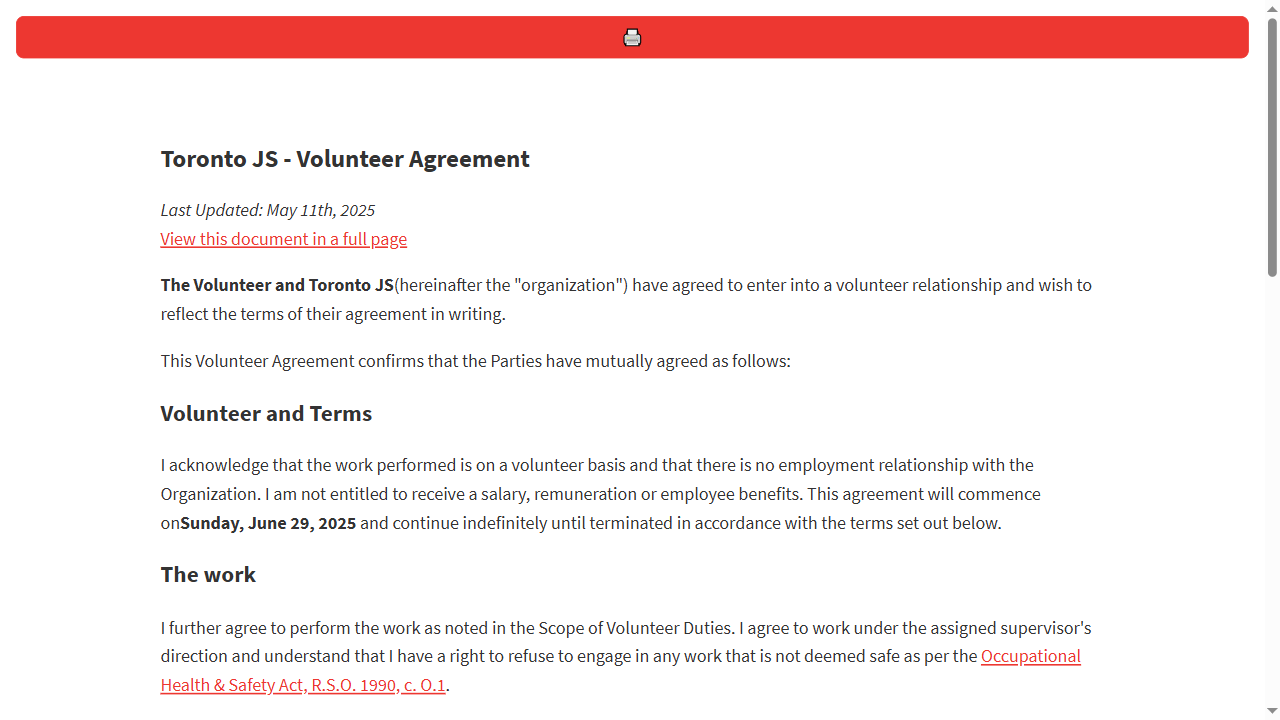 Toronto JS - Volunteer Agreement
Last Updated: May 11th, 2025
View this document in a full page
The Volunteer and Toronto JS(hereinafter the "organization") have agreed to enter into a volunteer relationship and wish to
reflect the terms of their agreement in writing.
This Volunteer Agreement confirms that the Parties have mutually agreed as follows:
Volunteer and Terms
I acknowledge that the work performed is on a volunteer basis and that there is no employment relationship with the
Organization. I am not entitled to receive a salary, remuneration or employee benefits. This agreement will commence
onSunday, June 29, 2025 and continue indefinitely until terminated in accordance with the terms set out below.
The work
I further agree to perform the work as noted in the Scope of Volunteer Duties. I agree to work under the assigned supervisor's
direction and understand that I have a right to refuse to engage in any work that is not deemed safe as per the Occupational
Health & Safety Act, R.S.O. 1990, c. O.1.